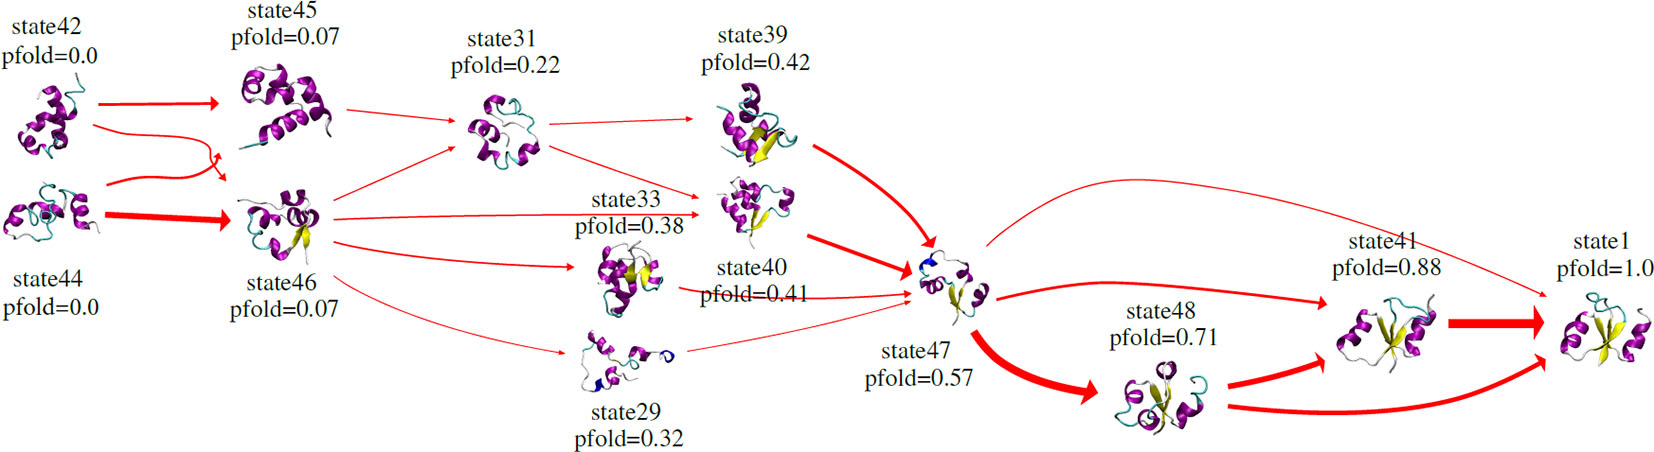 state42
pfold=0.0
state45
pfold=0.07
state31
pfold=0.22
state39
pfold=0.42
state44
pfold=0.0
state46
pfold=0.07
state33
pfold=0.38
state40
pfold=0.41
state29
pfold=0.32
state47
pfold=0.57
state48
pfold=0.71
state41
pfold=0.88
state1
pfold=1.0